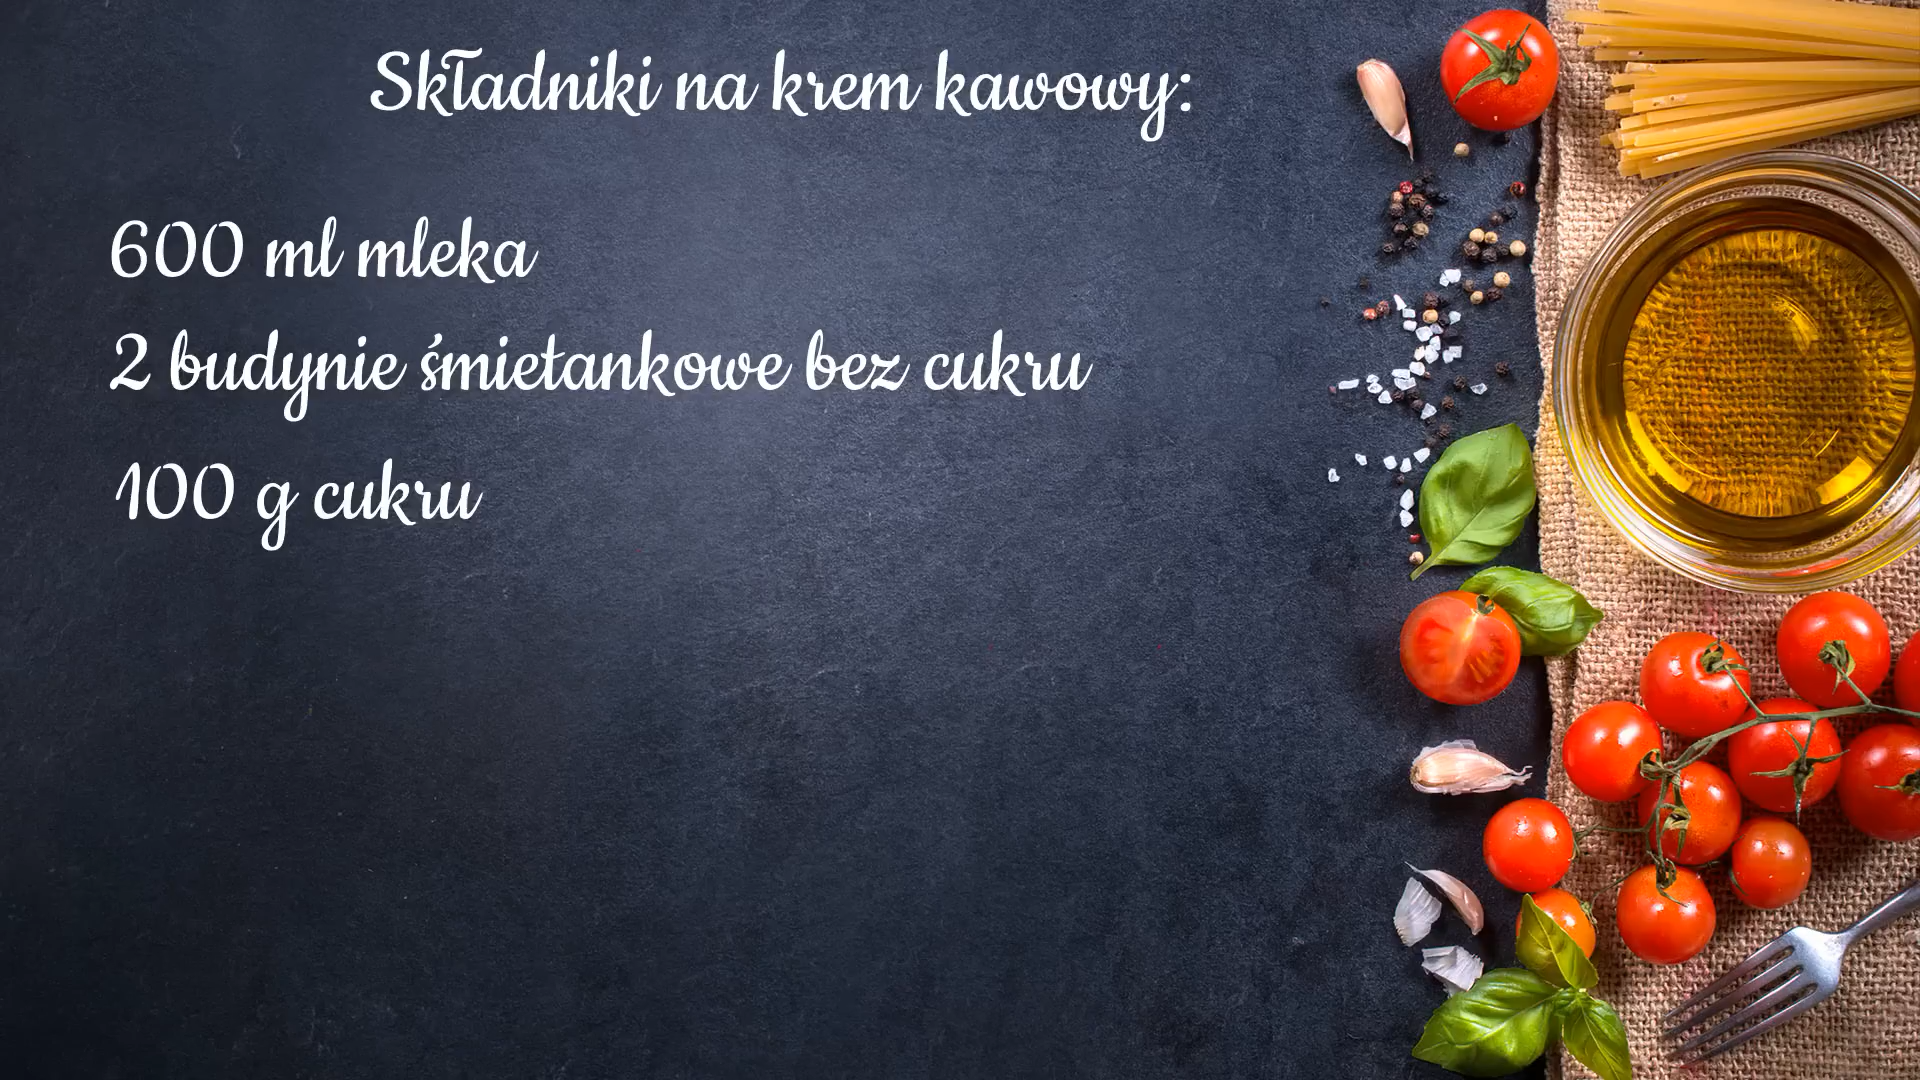 Składniki na krem kawowy:
600 ml mleka
2 budynie śmietankowe bez cukru
100 g cukru